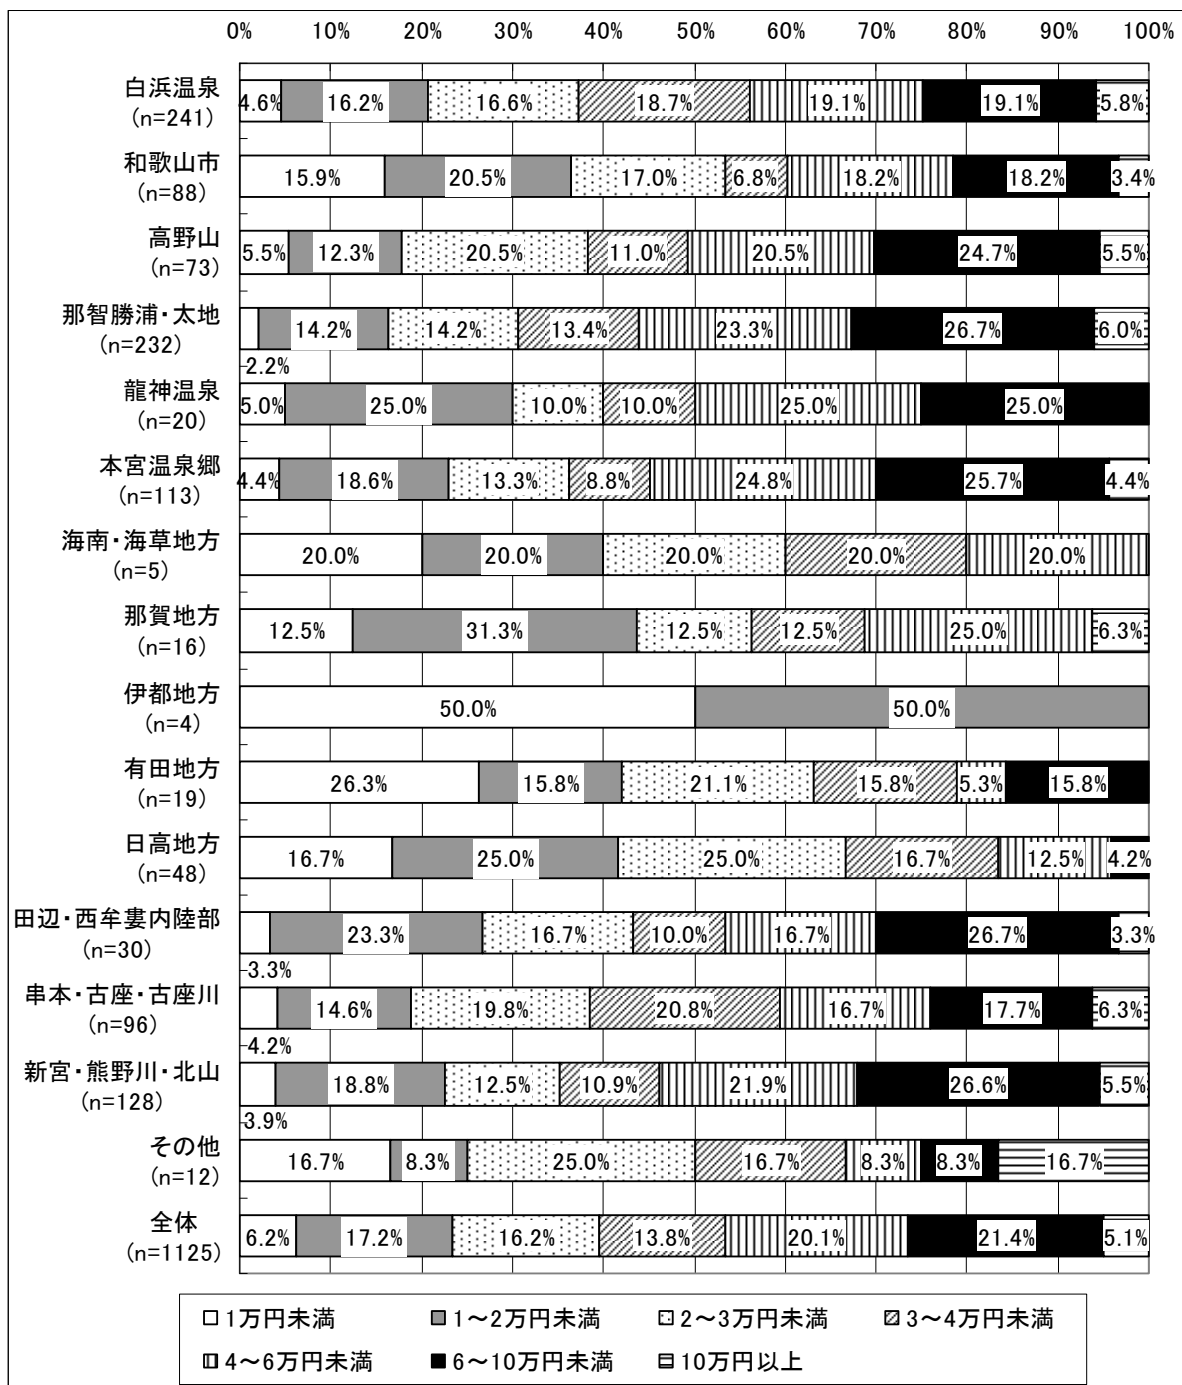 0% 10% 20% 30% 40% 50% 60% 70% 80% 90% 100%
白浜温泉
(n=241)
4.6% 16.2% 16.6% 18.7% 19.1% 19.1% 5.8%
和歌山市
(n=88)
15.9% 20.5% 17.0% 6.8% 18.2% 18.2% 3.4%
高野山
(n=73)
5.5% 12.3% 20.5% 11.0% 20.5% 24.7% 5.5%
那智勝浦・太地
(n=232)
14.2% 14.2% 13.4% 23.3% 26.7% 6.0%
2.2%
龍神温泉
(n=20)
5.0% 25.0% 10.0% 10.0% 25.0% 25.0%
本宮温泉郷
(n=113)
4.4% 18.6% 13.3% 8.8% 24.8% 25.7% 4.4%
海南・海草地方
(n=5)
20.0% 20.0% 20.0% 20.0% 20.0%
那賀地方
(n=16)
12.5% 31.3% 12.5% 12.5% 25.0% 6.3%
伊都地方
(n=4)
50.0% 50.0%
有田地方
(n=19)
26.3% 15.8% 21.1% 15.8% 5.3% 15.8%
日高地方
(n=48)
16.7% 25.0% 25.0% 16.7% 12.5% 4.2%
田辺・西牟婁内陸部
(n=30)
23.3% 16.7% 10.0% 16.7% 26.7% 3.3%
3.3%
串本・古座・古座川
(n=96)
14.6% 19.8% 20.8% 16.7% 17.7% 6.3%
4.2%
新宮・熊野川・北山
(n=128)
18.8% 12.5% 10.9% 21.9% 26.6% 5.5%
3.9%
その他
(n=12)
16.7% 8.3% 25.0% 16.7% 8.3% 8.3% 16.7%
全体
(n=1125)
6.2% 17.2% 16.2% 13.8% 20.1% 21.4% 5.1%
1万円未満 1～2万円未満 2～3万円未満 3～4万円未満
4～6万円未満 6～10万円未満 10万円以上